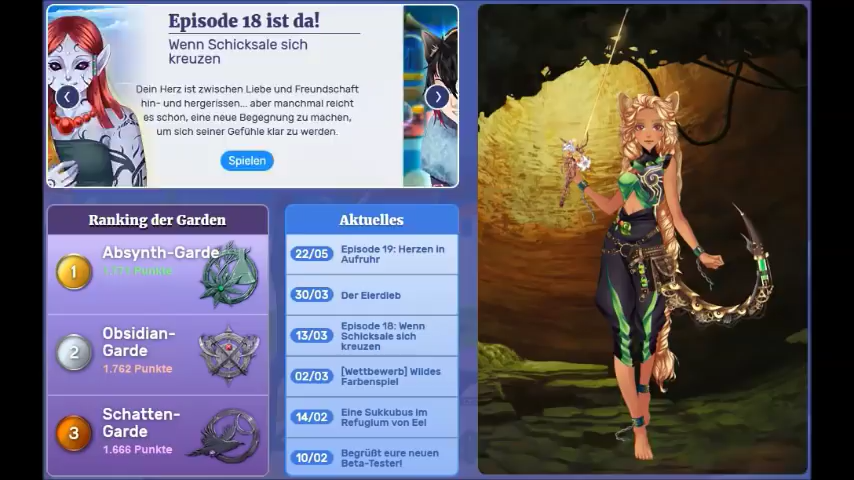 Episode 18 ist da!
Wenn Schicksale sich
kreuzen
Dein Herz ist zwischen Liebe und Freundschaft
hin- und hergerissen... aber manchmal reicht
es schon, eine neue Begegnung zu machen,
um sich seiner Gefühle klar zu werden.
Spielen
Ranking der Garden
1
Absynth-Garde
Punkte
2
Obsidian-
Garde
1.762 Punkte
3
Schatten-
Garde
1.666 Punkte
Aktuelles
22/05
Episode 19: Herzen in
Aufruhr
30/03
Der Eierdieb
13/03
Episode 18: Wenn
Schicksale sich
kreuzen
02/03
[Wettbewerb] Wildes
Farbenspiel
14/02
Eine Sukkubus im
Refugium von Eel
10/02
Begrüßt eure neuen
Beta-Tester!